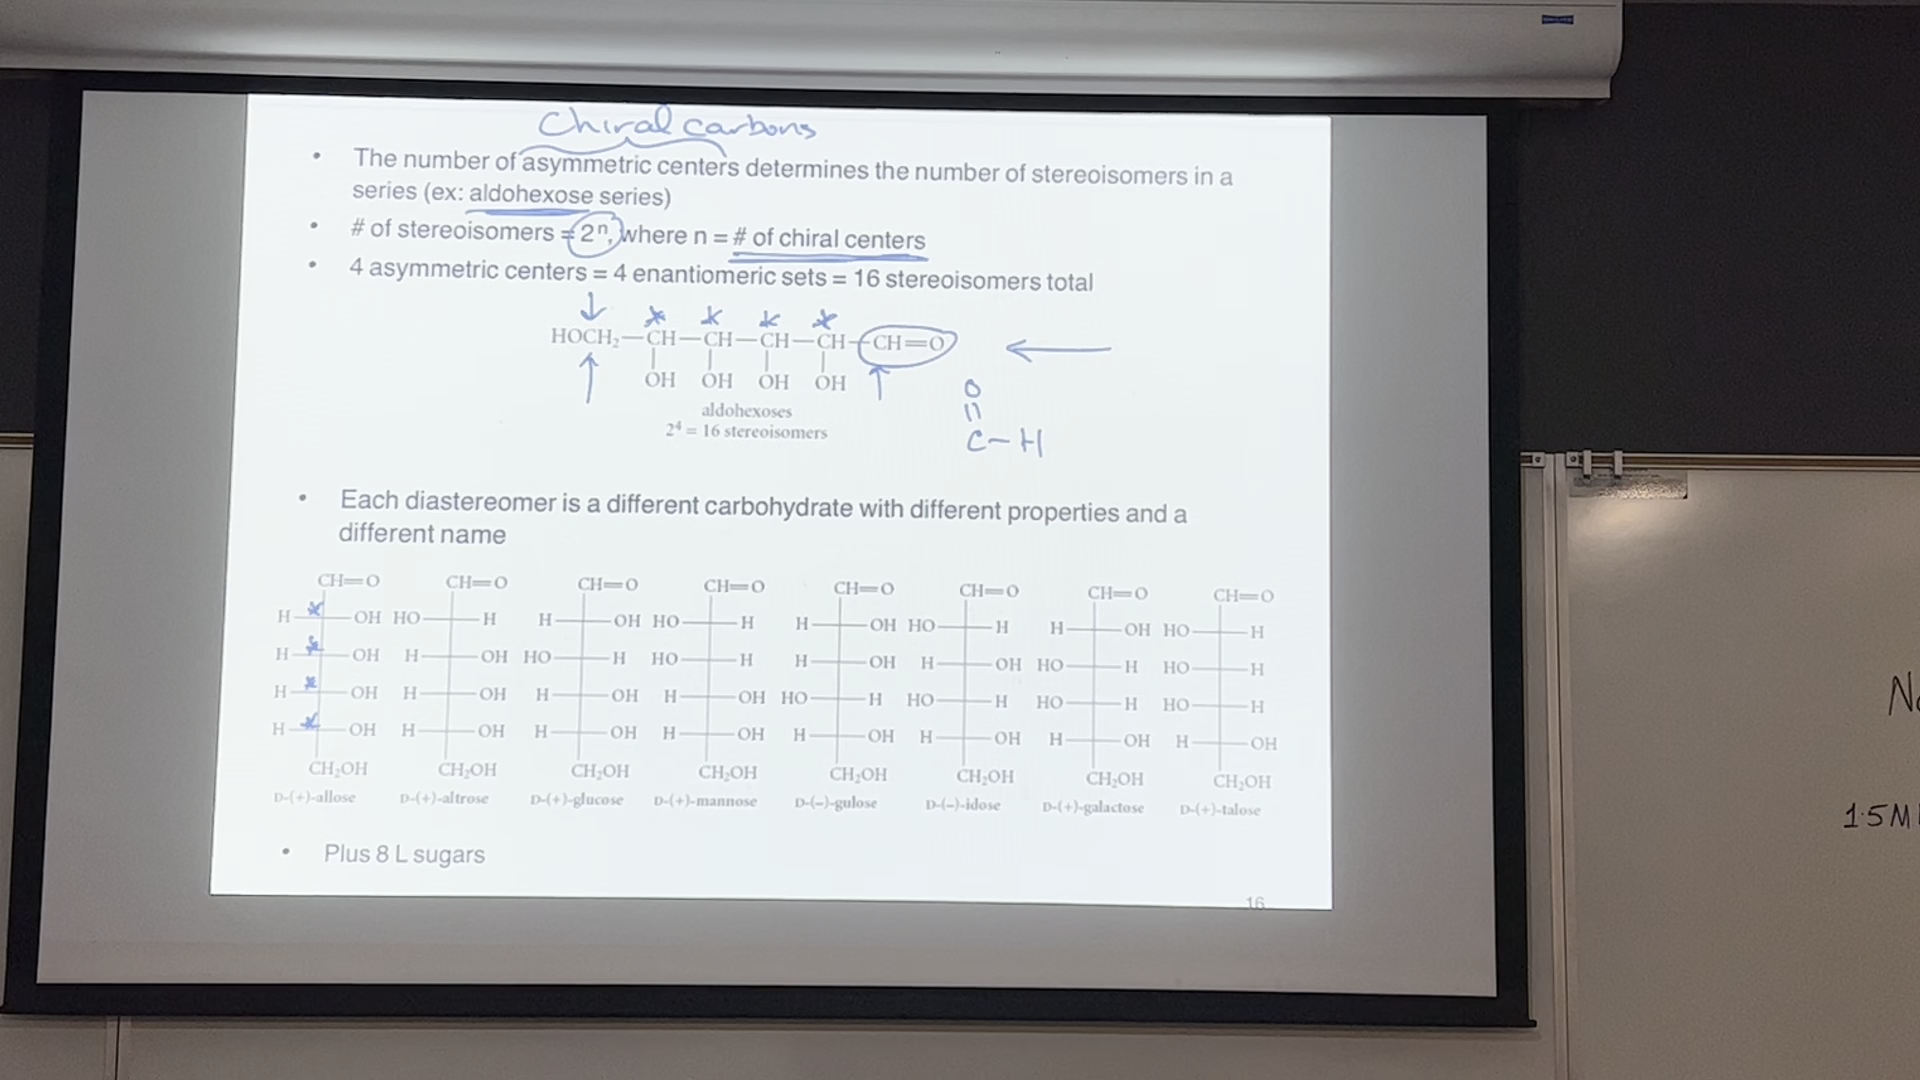 Chiral carbons
• The number of asymmetric centers determines the number of stereoisomers in a
series (ex: aldohexose series)
• # of stereoisomers = 2ⁿ, where n = # of chiral centers
• 4 asymmetric centers = 4 enantiomeric sets = 16 stereoisomers total
HOCH₂—CH—CH—CH—CH—CH=O
OH OH OH OH
O
C-H
aldohexoses
2⁴ = 16 stereoisomers
• Each diastereomer is a different carbohydrate with different properties and a
different name
CH=O CH=O CH=O CH=O CH=O CH=O CH=O CH=O
H OH HO H H OH HO H H OH HO H H OH HO H
H OH H OH HO H HO H H OH H OH HO H HO H
H OH H OH H OH H OH HO H HO H HO H HO H
H OH H OH H OH H OH H OH H OH H OH H OH
CH₂OH CH₂OH CH₂OH CH₂OH CH₂OH CH₂OH CH₂OH CH₂OH
D-(+)-allose D-(+)-altrose D-(+)-glucose D-(+)-mannose D-(–)-gulose D-(–)-idose D-(+)-galactose D-(+)-talose
• Plus 8 L sugars
16
1.5M